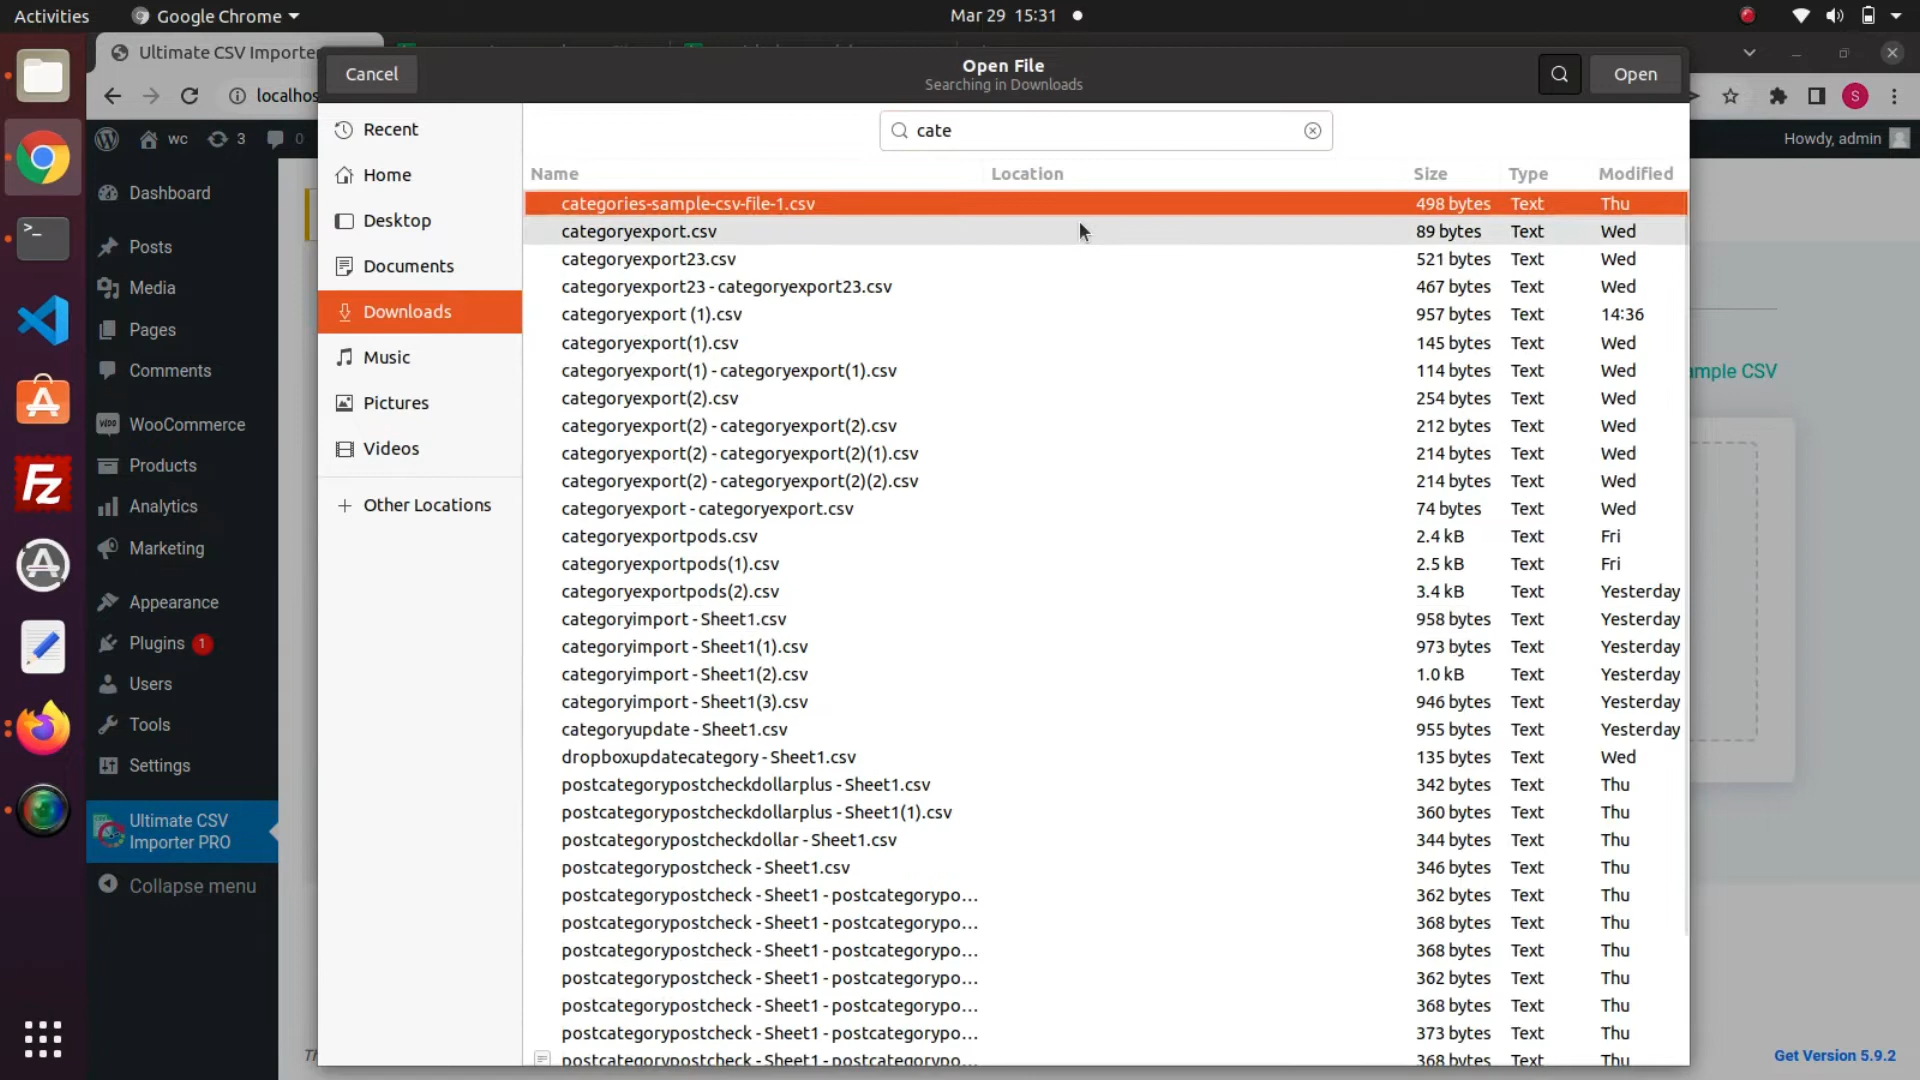 Activities Google Chrome Mar 29 15:31
Ultimate CSV Importer
localhos
wc 3 0 Howdy, admin
Dashboard
Posts
Media
Pages
Comments
WooCommerce
Products
Analytics
Marketing
Appearance
Plugins 1
Users
Tools
Settings
Ultimate CSV
Importer PRO
Collapse menu
Cancel Open File Open
Searching in Downloads
Recent
Home
Desktop
Documents
Downloads
Music
Pictures
Videos
Other Locations
cate
Name Location Size Type Modified
categories-sample-csv-file-1.csv 498 bytes Text Thu
categoryexport.csv 89 bytes Text Wed
categoryexport23.csv 521 bytes Text Wed
categoryexport23 - categoryexport23.csv 467 bytes Text Wed
categoryexport (1).csv 957 bytes Text 14:36
categoryexport(1).csv 145 bytes Text Wed
categoryexport(1) - categoryexport(1).csv 114 bytes Text Wed
categoryexport(2).csv 254 bytes Text Wed
categoryexport(2) - categoryexport(2).csv 212 bytes Text Wed
categoryexport(2) - categoryexport(2)(1).csv 214 bytes Text Wed
categoryexport(2) - categoryexport(2)(2).csv 214 bytes Text Wed
categoryexport - categoryexport.csv 74 bytes Text Wed
categoryexportpods.csv 2.4 kB Text Fri
categoryexportpods(1).csv 2.5 kB Text Fri
categoryexportpods(2).csv 3.4 kB Text Yesterday
categoryimport - Sheet1.csv 958 bytes Text Yesterday
categoryimport - Sheet1(1).csv 973 bytes Text Yesterday
categoryimport - Sheet1(2).csv 1.0 kB Text Yesterday
categoryimport - Sheet1(3).csv 946 bytes Text Yesterday
categoryupdate - Sheet1.csv 955 bytes Text Yesterday
dropboxupdatecategory - Sheet1.csv 135 bytes Text Wed
postcategorypostcheckdollarplus - Sheet1.csv 342 bytes Text Thu
postcategorypostcheckdollarplus - Sheet1(1).csv 360 bytes Text Thu
postcategorypostcheckdollar - Sheet1.csv 344 bytes Text Thu
postcategorypostcheck - Sheet1.csv 346 bytes Text Thu
postcategorypostcheck - Sheet1 - postcategorypo... 362 bytes Text Thu
postcategorypostcheck - Sheet1 - postcategorypo... 368 bytes Text Thu
postcategorypostcheck - Sheet1 - postcategorypo... 368 bytes Text Thu
postcategorypostcheck - Sheet1 - postcategorypo... 362 bytes Text Thu
postcategorypostcheck - Sheet1 - postcategorypo... 368 bytes Text Thu
postcategorypostcheck - Sheet1 - postcategorypo... 373 bytes Text Thu
postcategorypostcheck - Sheet1 - postcategorypo... 368 bytes Text Thu
ample CSV
S
Th
Get Version 5.9.2